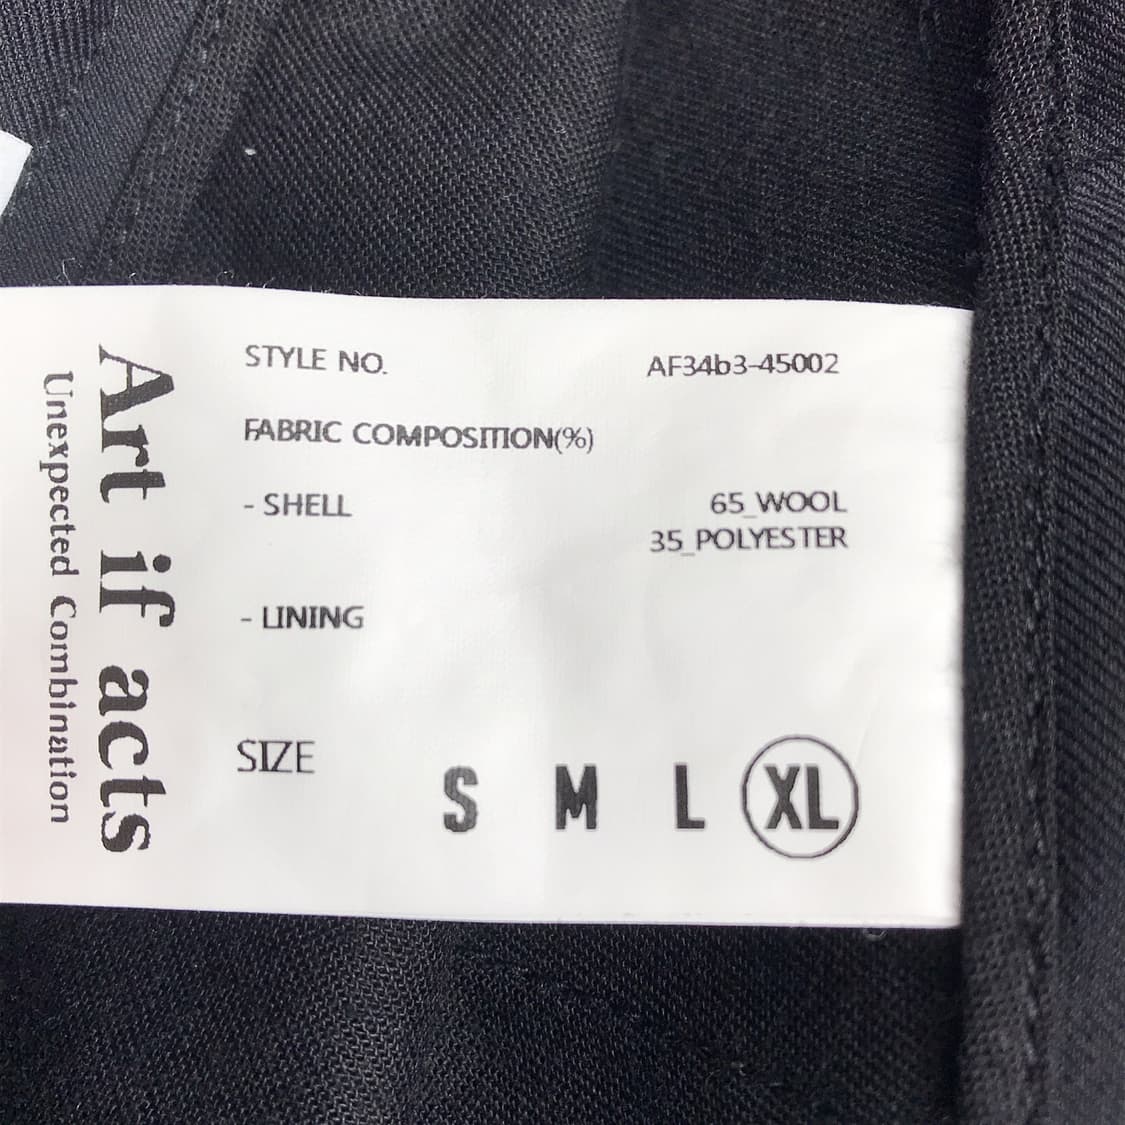 Art if acts
Unexpected Combination
STYLE NO. AF34b3-45002
FABRIC COMPOSITION(%)
- SHELL 65_WOOL
35_POLYESTER
- LINING
SIZE
S M L XL